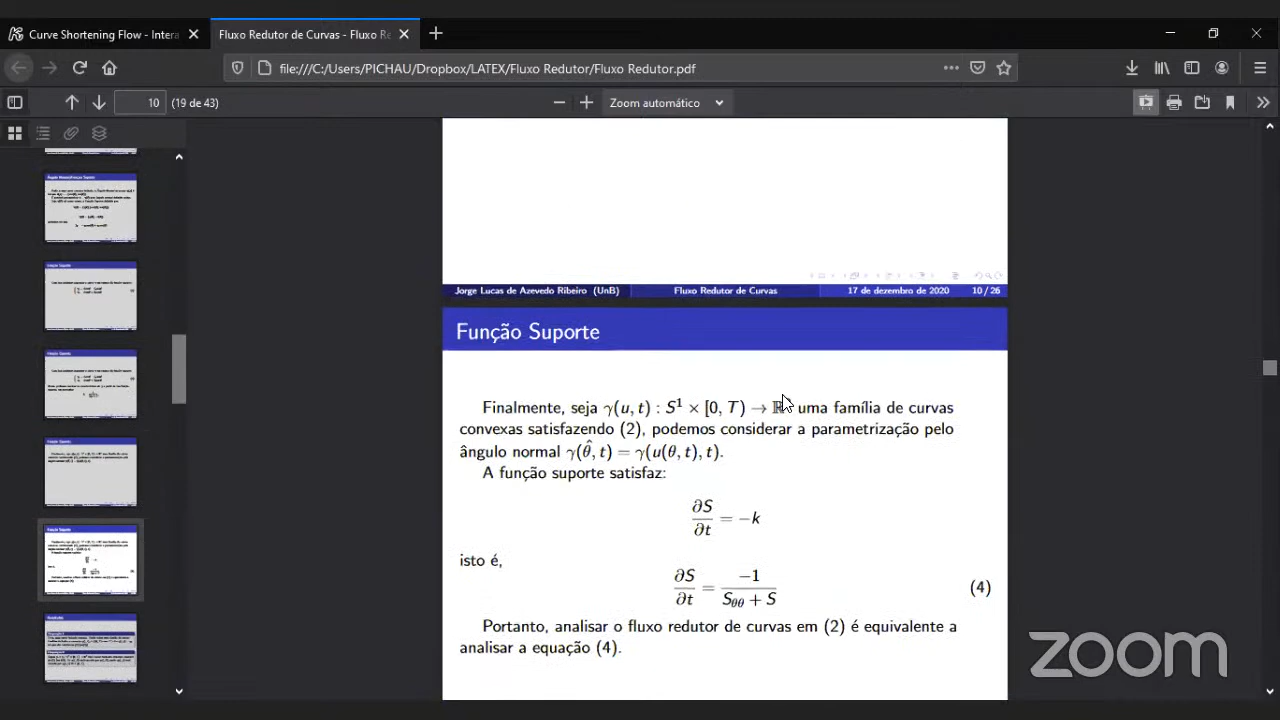 Curve Shortening Flow - Intera
Fluxo Redutor de Curvas - Fluxo Re
file:///C:/Users/PICHAU/Dropbox/LATEX/Fluxo Redutor/Fluxo Redutor.pdf
10 (19 de 43)
Zoom automático
Jorge Lucas de Azevedo Ribeiro (UnB) Fluxo Redutor de Curvas 17 de dezembro de 2020 10 / 26
Função Suporte
Finalmente, seja γ(u, t) : S¹ × [0, T) → ℝ uma família de curvas
convexas satisfazendo (2), podemos considerar a parametrização pelo
ângulo normal γ(θ̂, t) = γ(u(θ, t), t).
A função suporte satisfaz:
∂S/∂t = −k
isto é,
∂S/∂t = −1/(S_θθ + S) (4)
Portanto, analisar o fluxo redutor de curvas em (2) é equivalente a
analisar a equação (4).
zoom